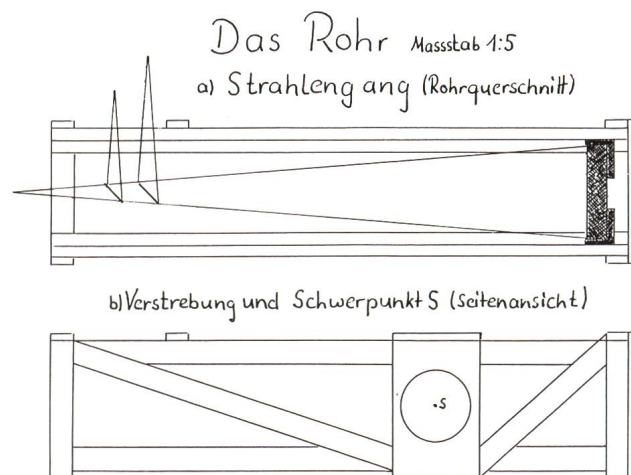 Das Rohr Massstab 1:5
a) Strahlengang (Rohrquerschnitt)
b) Verstrebung und Schwerpunkt S (Seitenansicht)
S